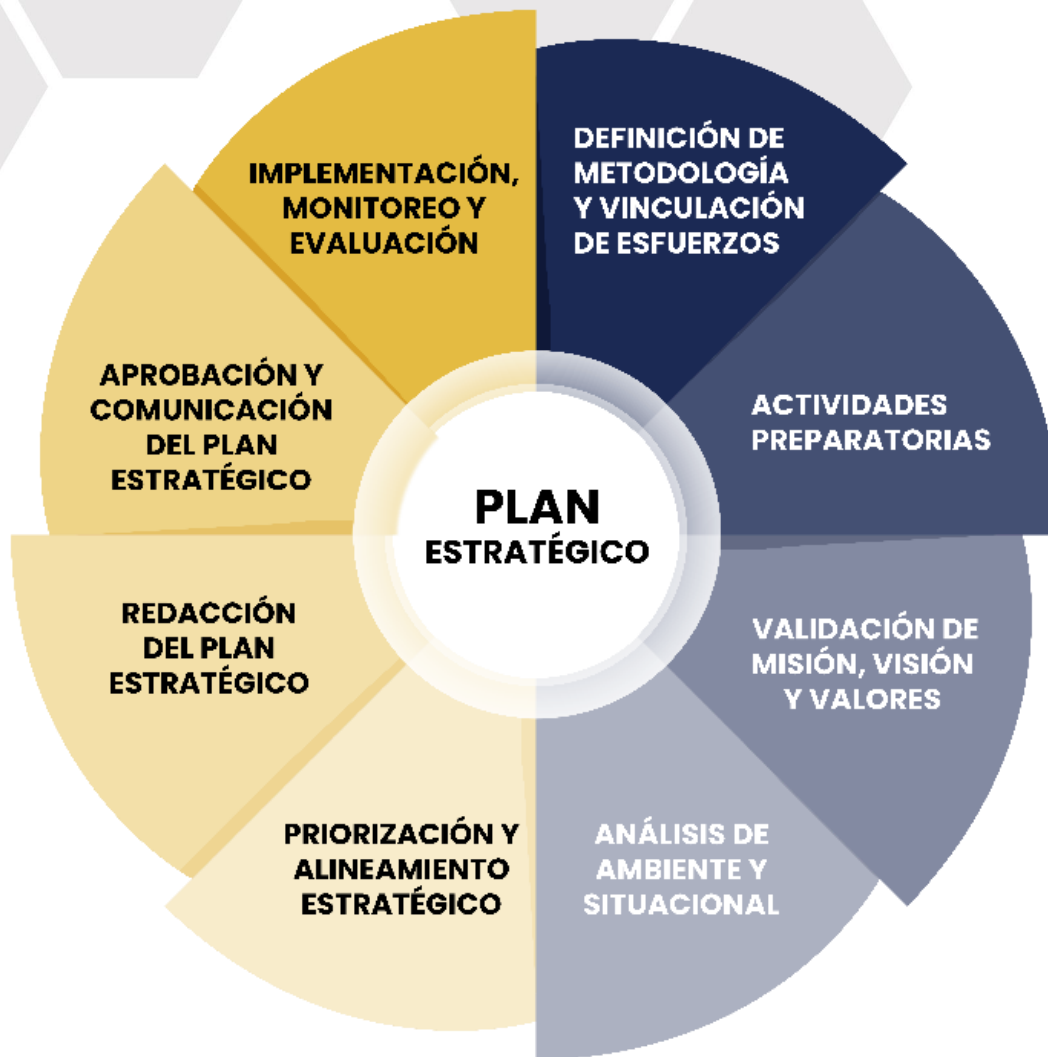 DEFINICIÓN DE
METODOLOGÍA
Y VINCULACIÓN
DE ESFUERZOS
ACTIVIDADES
PREPARATORIAS
VALIDACIÓN DE
MISIÓN, VISIÓN
Y VALORES
ANÁLISIS DE
AMBIENTE Y
SITUACIONAL
PRIORIZACIÓN Y
ALINEAMIENTO
ESTRATÉGICO
REDACCIÓN
DEL PLAN
ESTRATÉGICO
APROBACIÓN Y
COMUNICACIÓN
DEL PLAN
ESTRATÉGICO
IMPLEMENTACIÓN,
MONITOREO Y
EVALUACIÓN
PLAN
ESTRATÉGICO